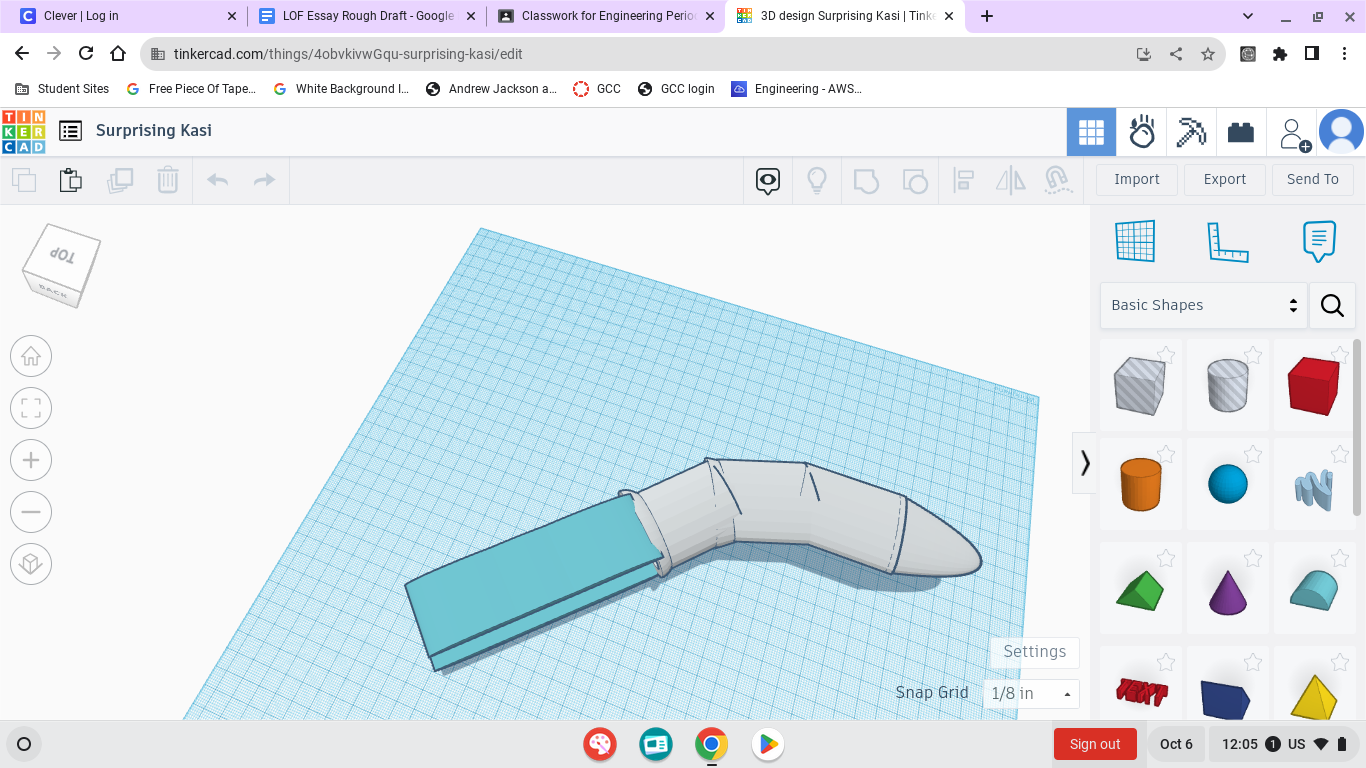 Clever | Log in
LOF Essay Rough Draft - Google
Classwork for Engineering Perio
3D design Surprising Kasi | Tink
tinkercad.com/things/4obvkivwGqu-surprising-kasi/edit
Student Sites
Free Piece Of Tape...
White Background I...
Andrew Jackson a...
GCC
GCC login
Engineering - AWS...
TIN
KER
CAD
Surprising Kasi
Import
Export
Send To
TOP
BACK
Basic Shapes
TEXT
Settings
Snap Grid
1/8 in
Sign out
Oct 6
12:05
1
US